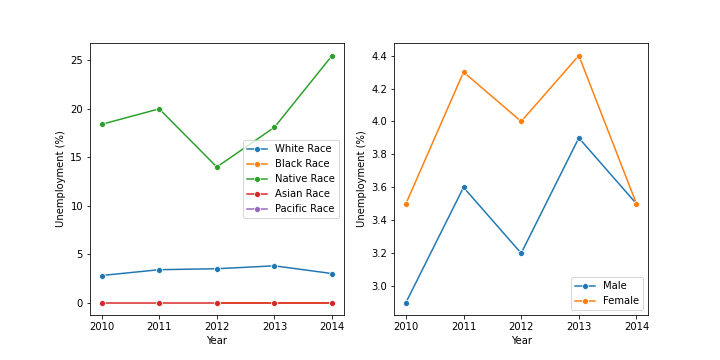 25
20
15
10
5
0
Unemployment (%)
White Race
Black Race
Native Race
Asian Race
Pacific Race
2010 2011 2012 2013 2014
Year
4.4
4.2
4.0
3.8
3.6
3.4
3.2
3.0
Unemployment (%)
Male
Female
2010 2011 2012 2013 2014
Year